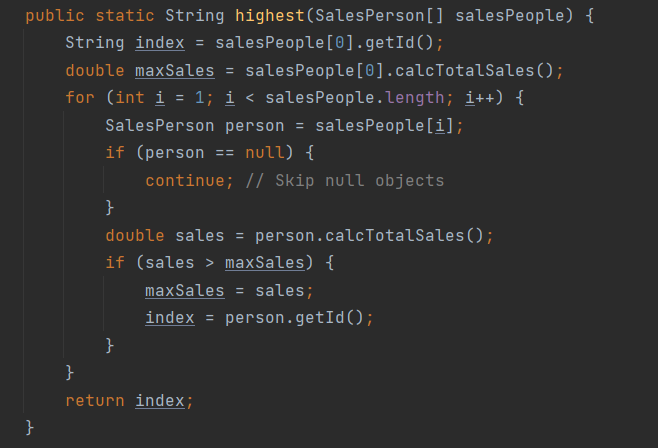 public static String highest(SalesPerson[] salesPeople) {
    String index = salesPeople[0].getId();
    double maxSales = salesPeople[0].calcTotalSales();
    for (int i = 1; i < salesPeople.length; i++) {
        SalesPerson person = salesPeople[i];
        if (person == null) {
            continue; // Skip null objects
        }
        double sales = person.calcTotalSales();
        if (sales > maxSales) {
            maxSales = sales;
            index = person.getId();
        }
    }
    return index;
}